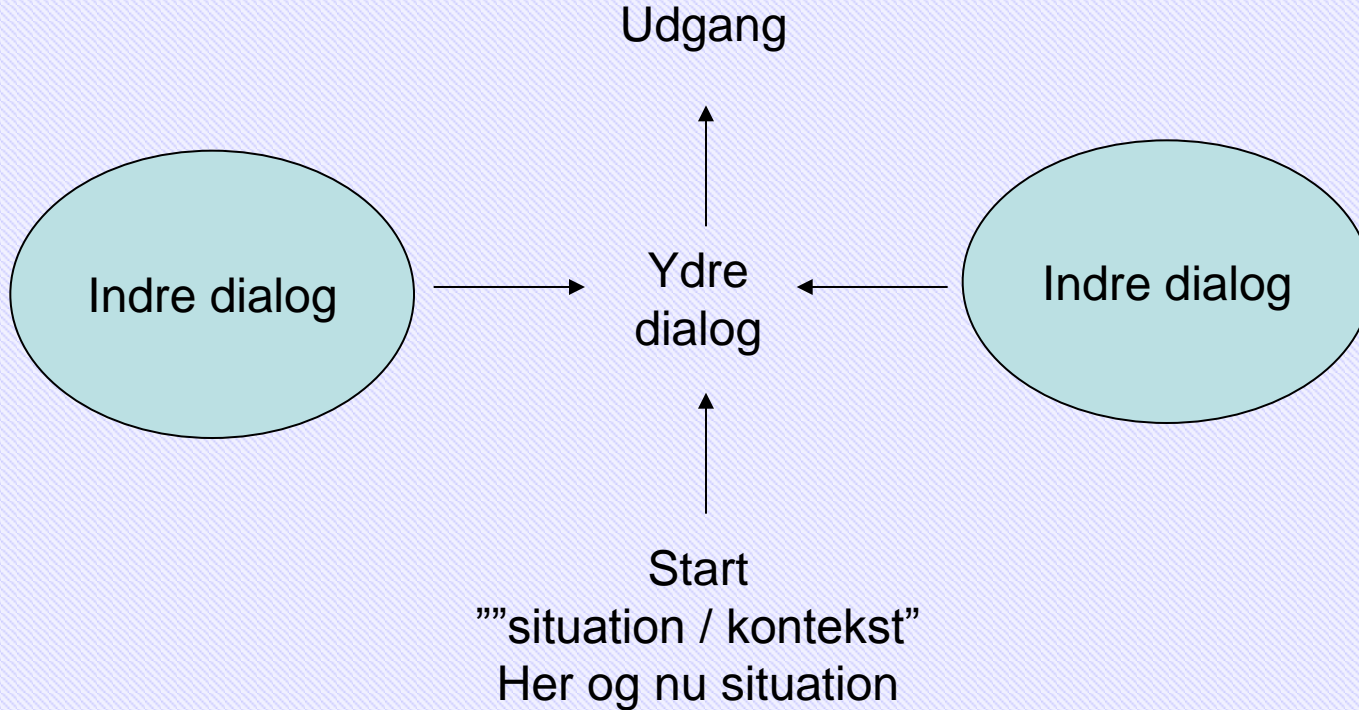 Udgang
Indre dialog
Ydre
dialog
Indre dialog
Start
””situation / kontekst”
Her og nu situation